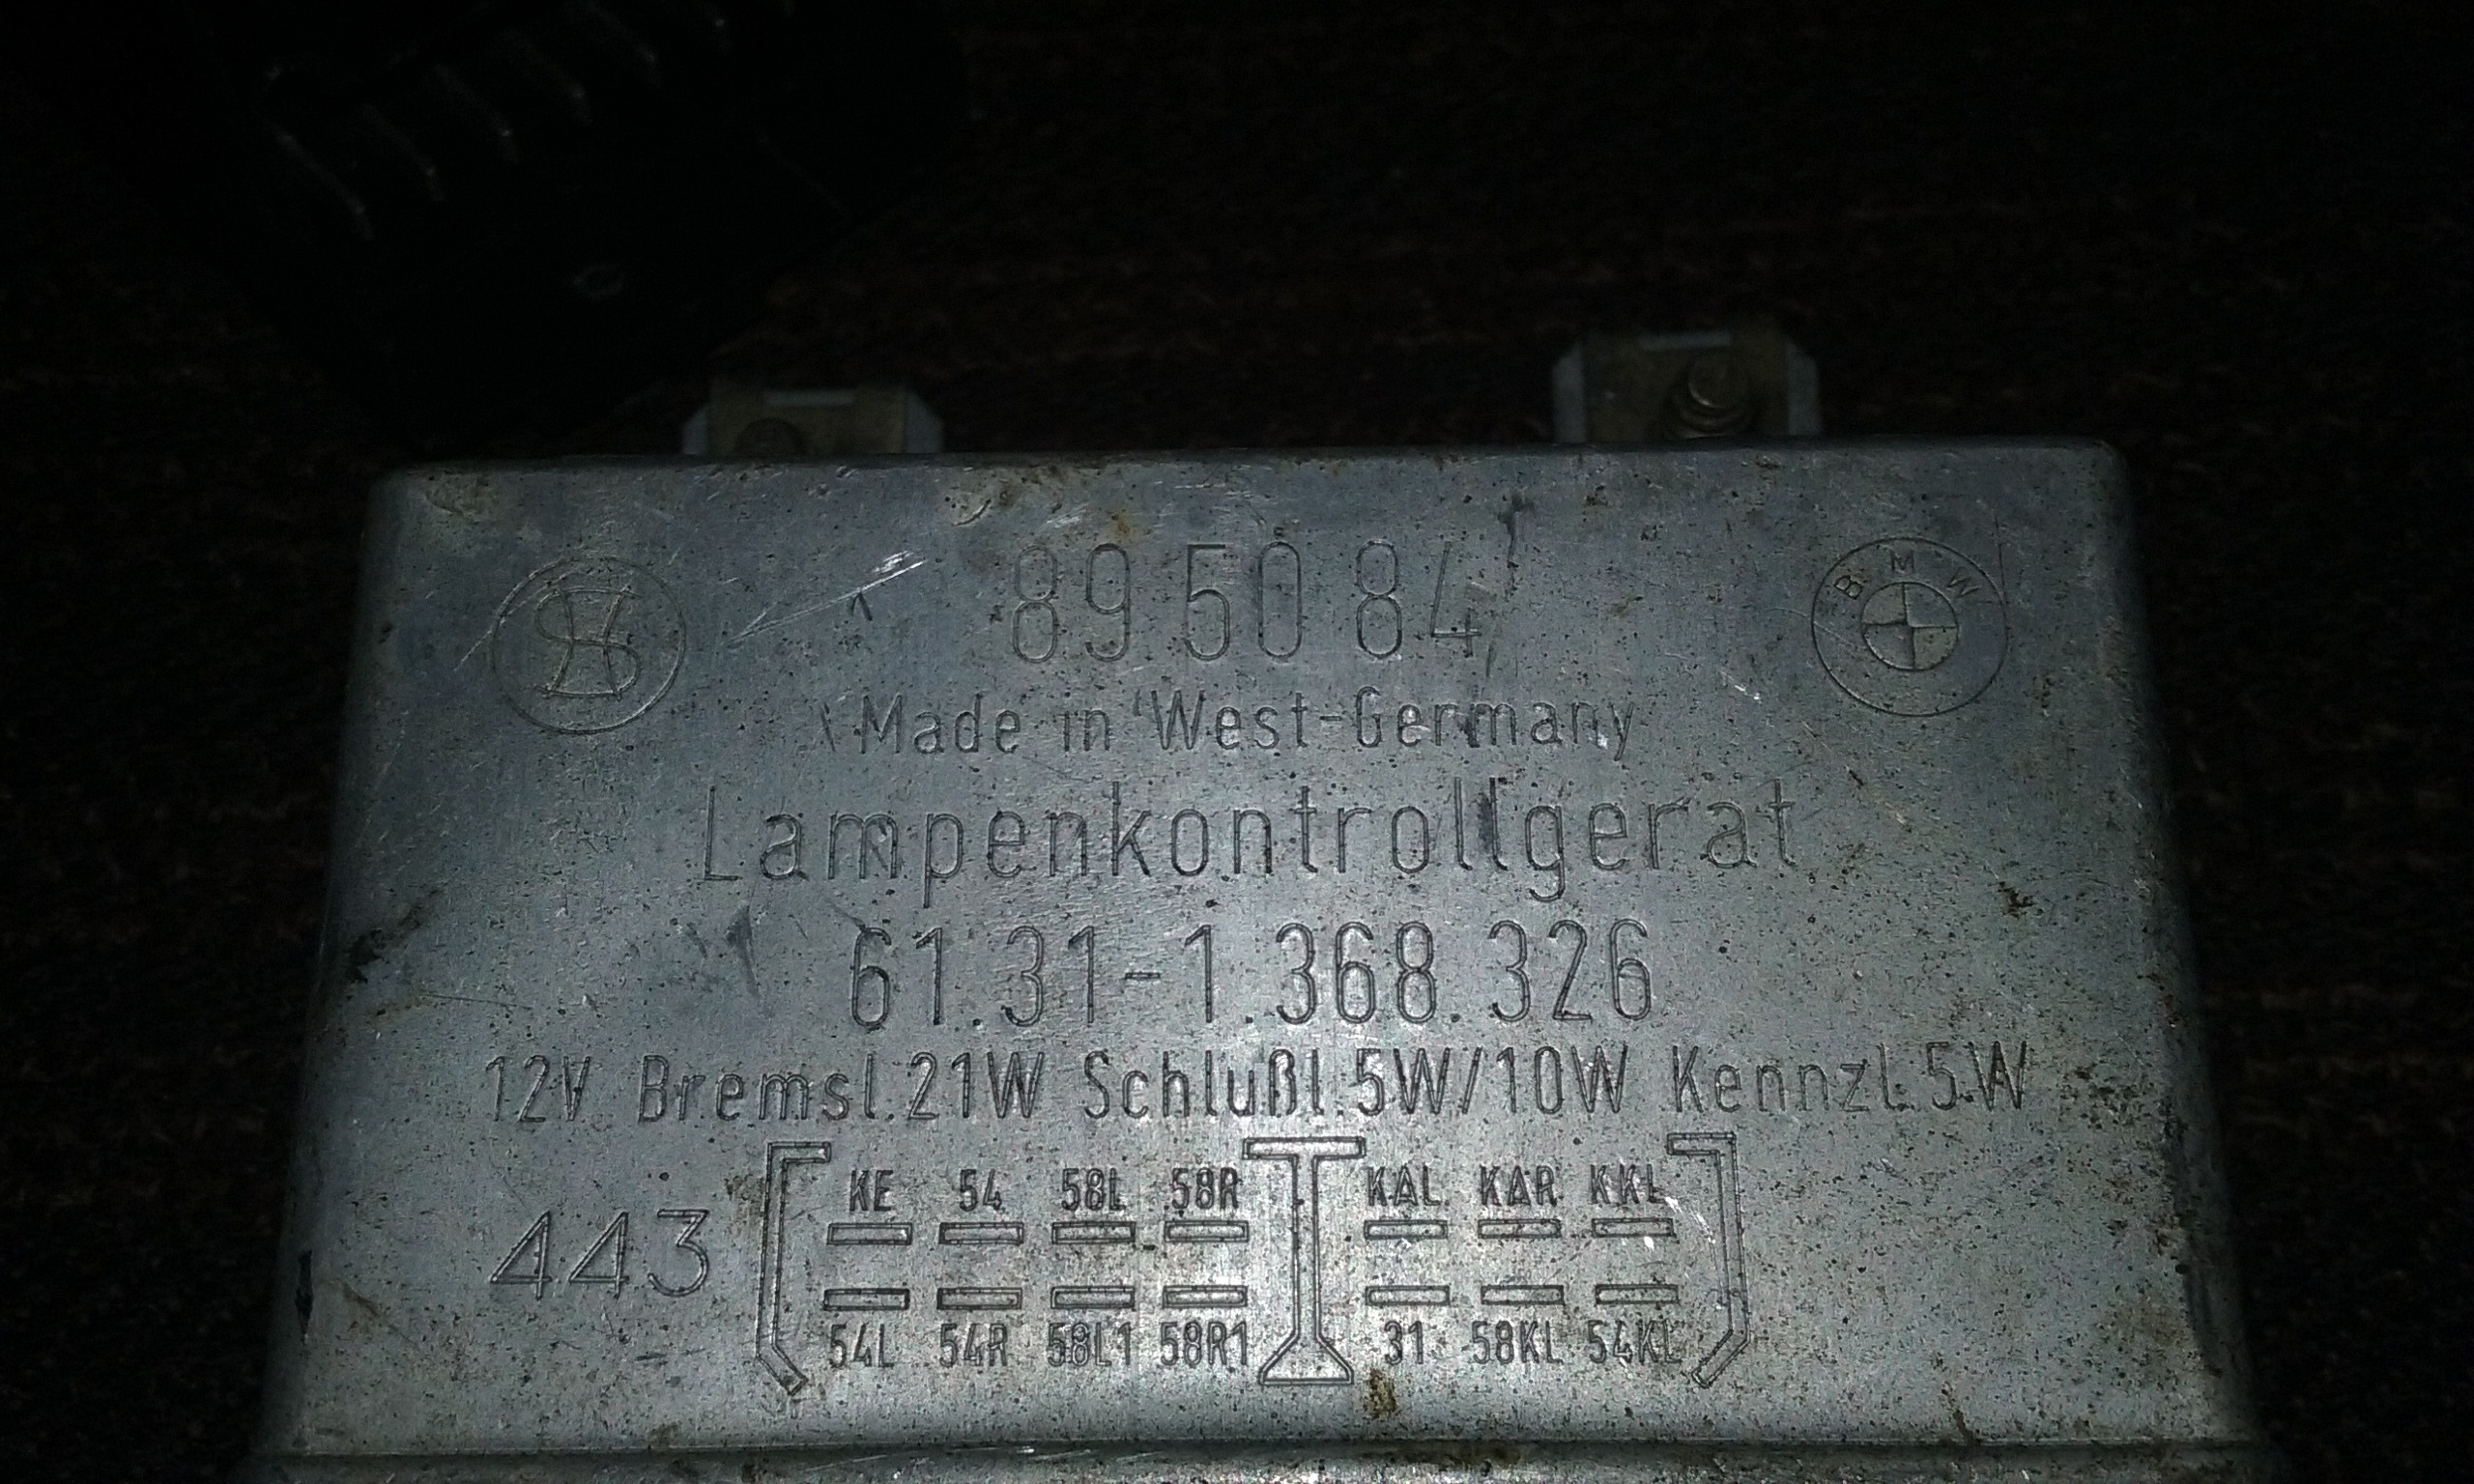 89 50 84
BMW
Made in West-Germany
Lampenkontrollgerat
61.31-1.368.326
12V Bremsl.21W Schlußl.5W/10W Kennzl.5W
443
KE 54 58L 58R KAL KAR KKL
54L 54R 58L1 58R1 31 58KL 54KL